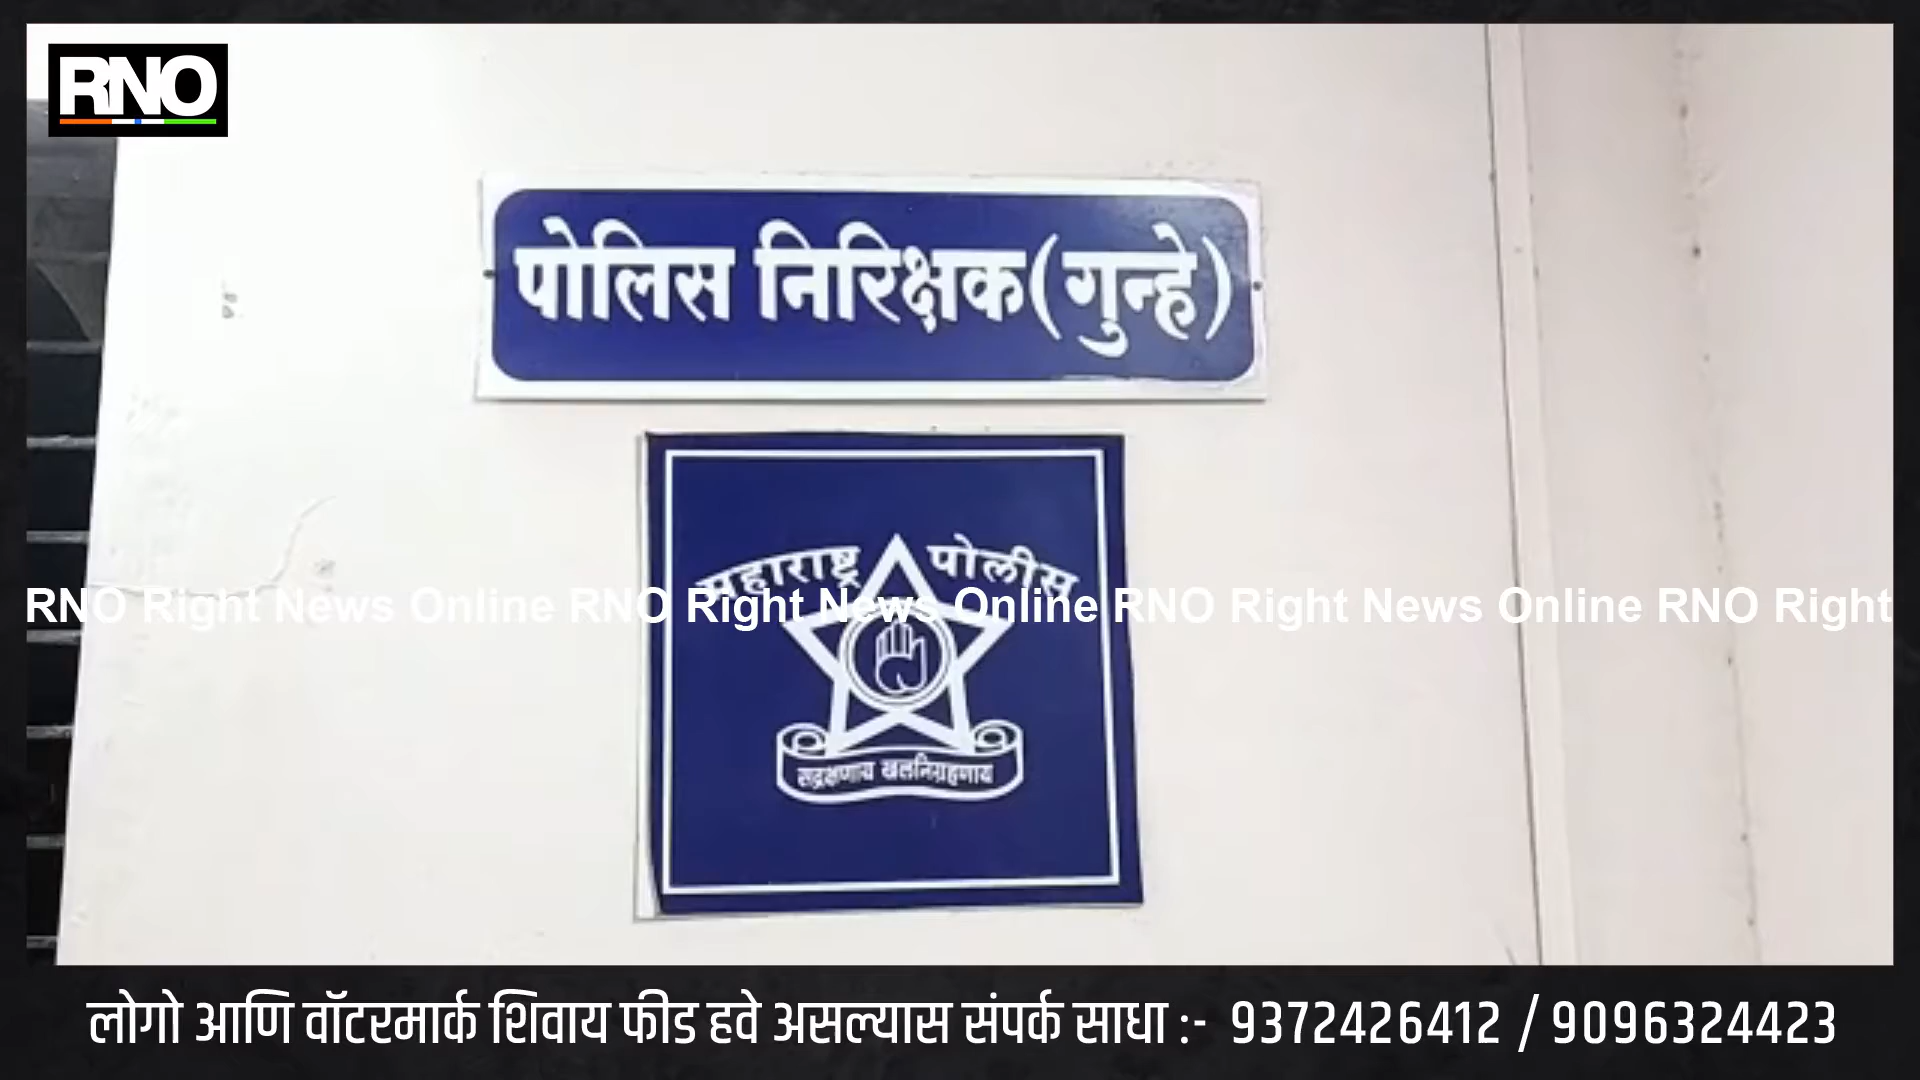 RNO
पोलिस निरिक्षक(गुन्हे)
महाराष्ट्र पोलीस
RNO Right News Online RNO Right News Online RNO Right News Online RNO Right
सद्रक्षणाय खलनिग्रहणाय
लोगो आणि वॉटरमार्क शिवाय फीड हवे असल्यास संपर्क साधा :- 9372426412 / 9096324423